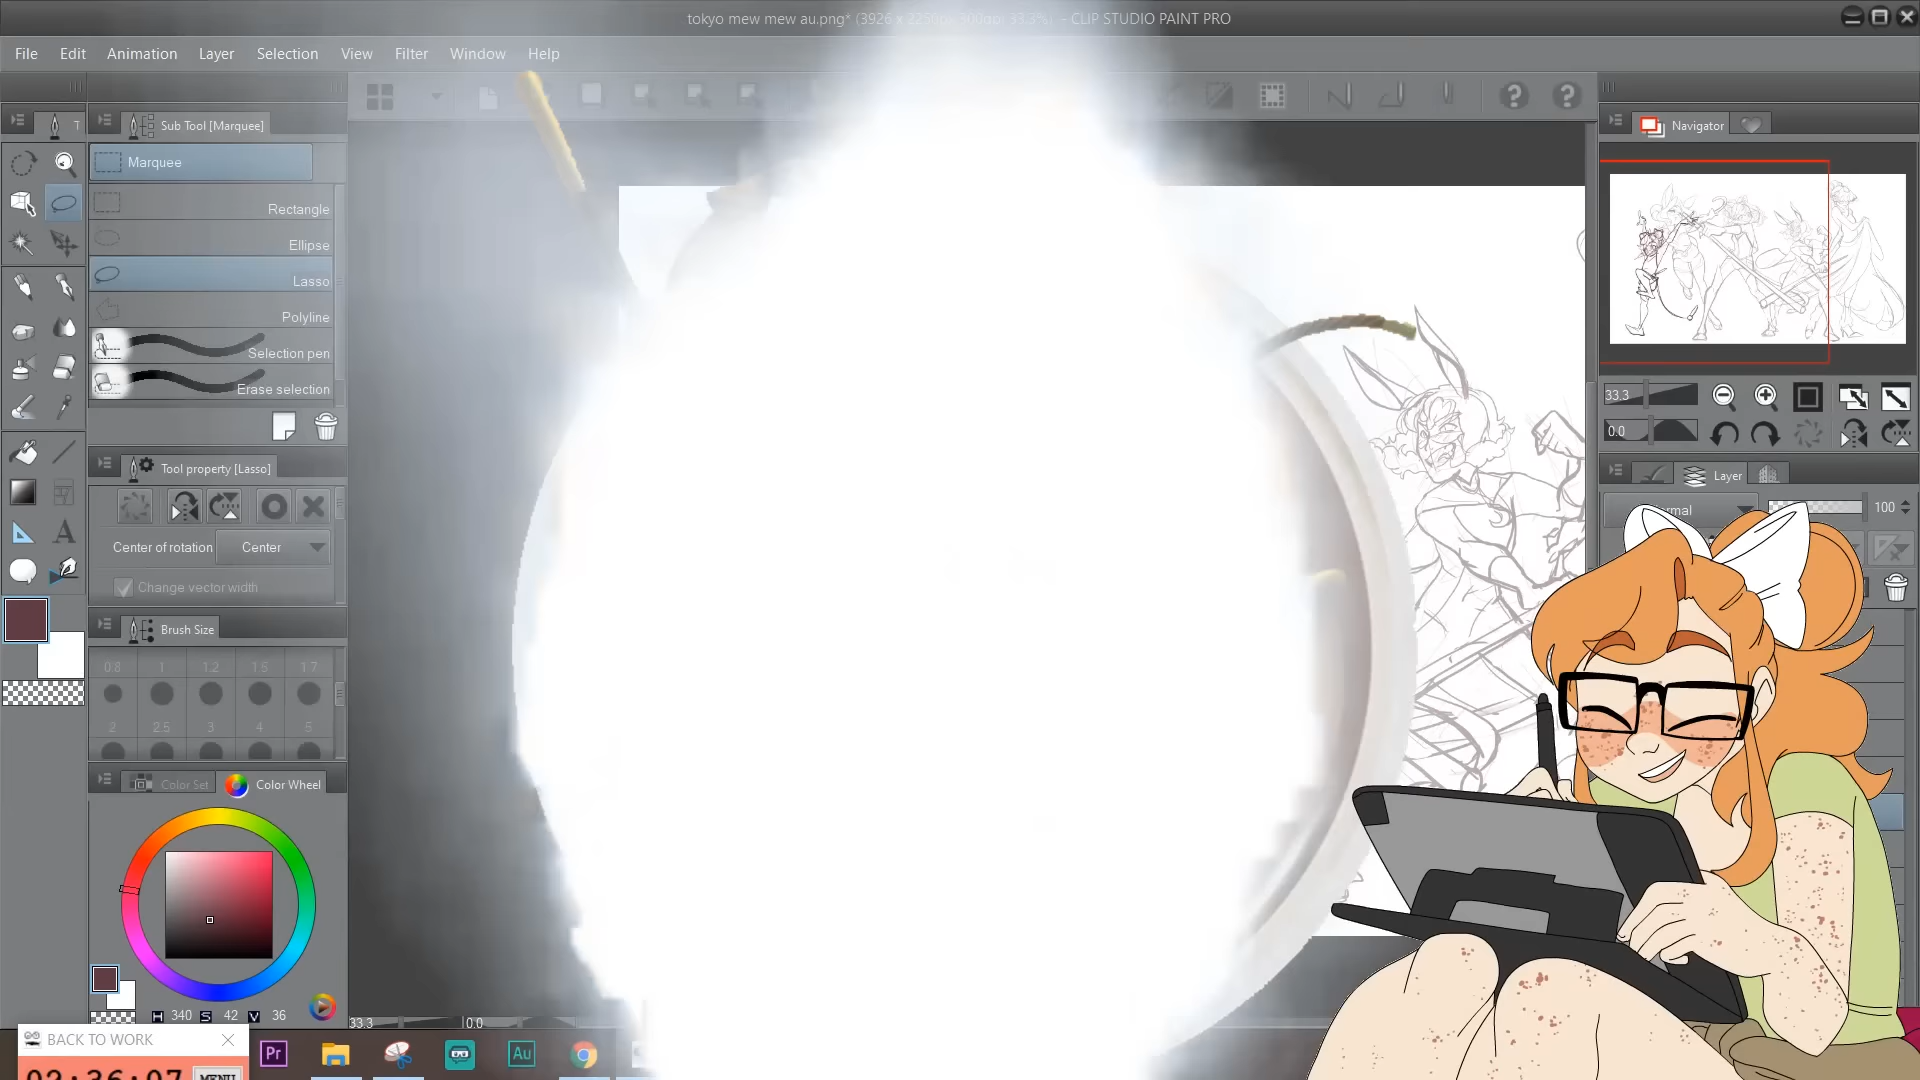 tokyo mew mew au.png* (3926 x 2250px 300dpi 33.3%) - CLIP STUDIO PAINT PRO
File Edit Animation Layer Selection View Filter Window Help
T
Sub Tool [Marquee]
Marquee
Rectangle
Ellipse
Lasso
Polyline
Selection pen
Erase selection
Tool property [Lasso]
Center of rotation Center
Change vector width
Brush Size
0.8 1 1.2 1.5 1.7
2 2.5 3 4 5
Color Set Color Wheel
H 340 S 42 V 36
33.3 0.0
BACK TO WORK
02:36:07 MENU
Pr
Au
Navigator
33.3
0.0
Layer
100